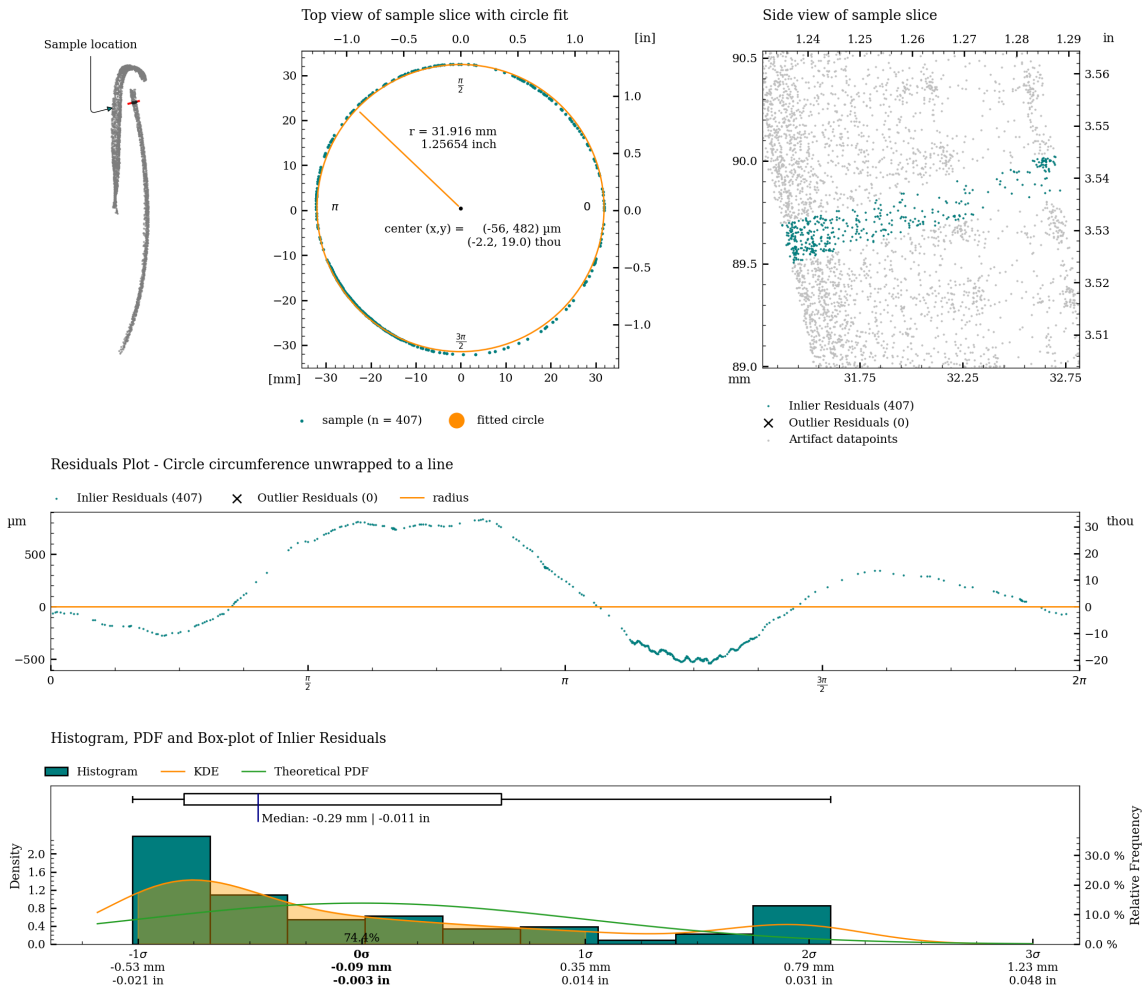 Sample location
Top view of sample slice with circle fit
−0.9 −0.4 0.0 0.5 1.0 [in]
30
20
10
0
−10
−20
−30
[mm]
−30 −20 −10 0 10 20 30
1.0
0.5
0.0
−0.5
−1.0
π/2
π
0
3π/2
r = 31.916 mm
1.25654 inch
center (x,y) = (-56, 482) µm
(-2.2, 19.0) thou
sample (n = 407) fitted circle
Side view of sample slice
1.24 1.25 1.26 1.27 1.28 1.29 in
90.5
90.0
89.5
89.0
mm
31.75 32.25 32.75
3.56
3.55
3.54
3.53
3.52
3.51
Inlier Residuals (407)
Outlier Residuals (0)
Artifact datapoints
Residuals Plot - Circle circumference unwrapped to a line
Inlier Residuals (407) Outlier Residuals (0) radius
µm
500
0
−500
thou
30
20
10
0
−10
−20
0 π/2 π 3π/2 2π
Histogram, PDF and Box-plot of Inlier Residuals
Histogram KDE Theoretical PDF
Median: -0.29 mm | -0.011 in
Density
2.0
1.6
1.2
0.8
0.4
0.0
Relative Frequency
30.0 %
20.0 %
10.0 %
0.0 %
74.4%
-1σ 0σ 1σ 2σ 3σ
-0.53 mm -0.09 mm 0.35 mm 0.79 mm 1.23 mm
-0.021 in -0.003 in 0.014 in 0.031 in 0.048 in